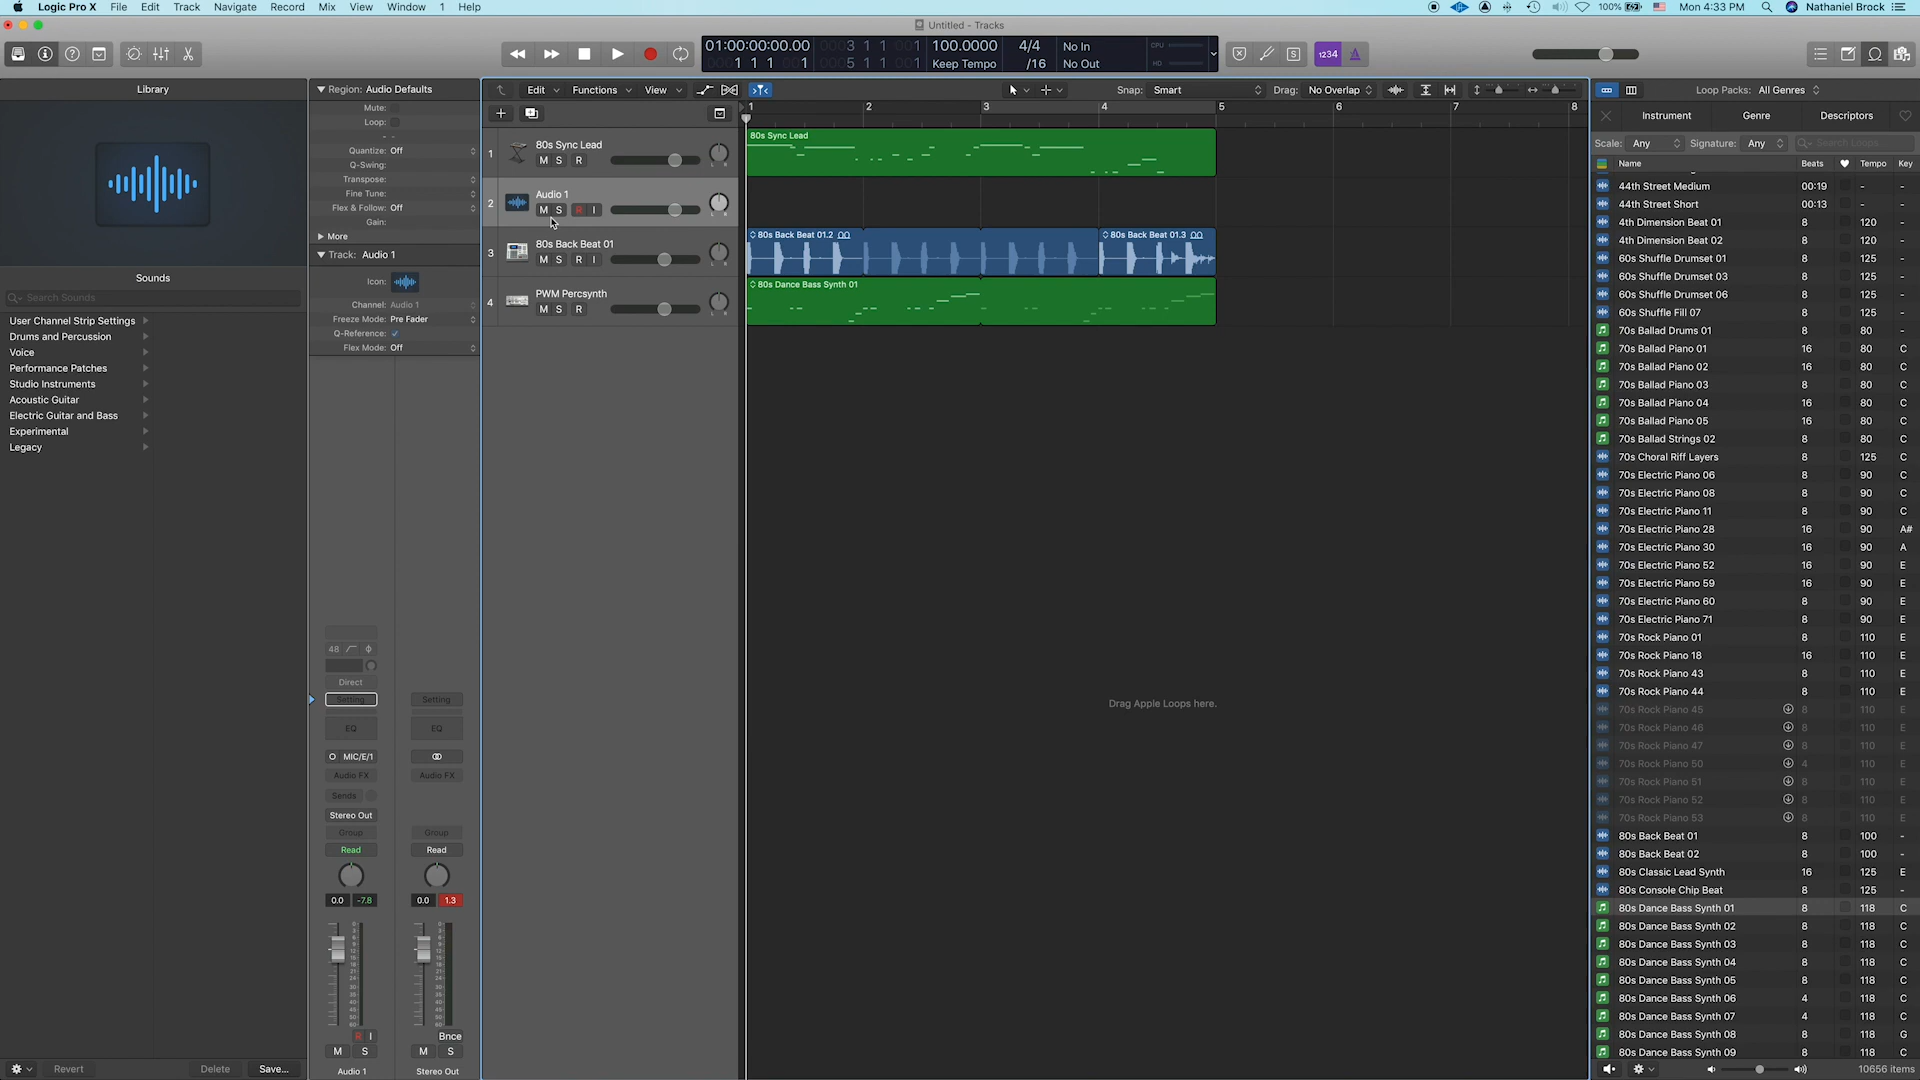 Logic Pro X File Edit Track Navigate Record Mix View Window 1 Help
100% Mon 4:33 PM Nathaniel Brock
Untitled - Tracks
01:00:00:00.00 0003 1 1 001 100.0000 4/4 No In CPU
1 1 1 001 0005 1 1 001 Keep Tempo /16 No Out HD
1234
Library
Sounds
Search Sounds
User Channel Strip Settings
Drums and Percussion
Voice
Performance Patches
Studio Instruments
Acoustic Guitar
Electric Guitar and Bass
Experimental
Legacy
Revert Delete Save...
Region: Audio Defaults
Mute:
Loop:
Quantize: Off
Q-Swing:
Transpose:
Fine Tune:
Flex & Follow: Off
Gain:
More
Track: Audio 1
Icon:
Channel: Audio 1
Freeze Mode: Pre Fader
Q-Reference:
Flex Mode: Off
48
Direct
Setting Setting
EQ EQ
MIC/E/1
Audio FX Audio FX
Sends
Stereo Out
Group Group
Read Read
0.0 -7.8 0.0 1.3
R I Bnce
M S M S
Audio 1 Stereo Out
Edit Functions View Snap: Smart Drag: No Overlap
1 2 3 4 5 6 7 8
1 80s Sync Lead
M S R
2 Audio 1
M S R I
3 80s Back Beat 01
M S R I
4 PWM Percsynth
M S R
80s Sync Lead
80s Back Beat 01.2 80s Back Beat 01.3
80s Dance Bass Synth 01
Drag Apple Loops here.
Loop Packs: All Genres
Instrument Genre Descriptors
Scale: Any Signature: Any Search Loops
Name Beats Tempo Key
44th Street Medium 00:19 - -
44th Street Short 00:13 - -
4th Dimension Beat 01 8 120 -
4th Dimension Beat 02 8 120 -
60s Shuffle Drumset 01 8 125 -
60s Shuffle Drumset 03 8 125 -
60s Shuffle Drumset 06 8 125 -
60s Shuffle Fill 07 8 125 -
70s Ballad Drums 01 8 80 -
70s Ballad Piano 01 16 80 C
70s Ballad Piano 02 16 80 C
70s Ballad Piano 03 8 80 C
70s Ballad Piano 04 16 80 C
70s Ballad Piano 05 16 80 C
70s Ballad Strings 02 8 80 C
70s Choral Riff Layers 8 125 C
70s Electric Piano 06 8 90 C
70s Electric Piano 08 8 90 C
70s Electric Piano 11 8 90 C
70s Electric Piano 28 16 90 A#
70s Electric Piano 30 16 90 A
70s Electric Piano 52 16 90 E
70s Electric Piano 59 16 90 E
70s Electric Piano 60 8 90 E
70s Electric Piano 71 8 90 E
70s Rock Piano 01 8 110 E
70s Rock Piano 18 16 110 E
70s Rock Piano 43 8 110 E
70s Rock Piano 44 8 110 E
70s Rock Piano 45 8 110 E
70s Rock Piano 46 8 110 E
70s Rock Piano 47 8 110 E
70s Rock Piano 50 4 110 E
70s Rock Piano 51 8 110 E
70s Rock Piano 52 8 110 E
70s Rock Piano 53 8 110 E
80s Back Beat 01 8 100 -
80s Back Beat 02 8 100 -
80s Classic Lead Synth 16 125 E
80s Console Chip Beat 8 125 -
80s Dance Bass Synth 01 8 118 C
80s Dance Bass Synth 02 8 118 C
80s Dance Bass Synth 03 8 118 C
80s Dance Bass Synth 04 8 118 C
80s Dance Bass Synth 05 8 118 C
80s Dance Bass Synth 06 4 118 C
80s Dance Bass Synth 07 4 118 C
80s Dance Bass Synth 08 8 118 G
80s Dance Bass Synth 09 8 118 C
10656 items